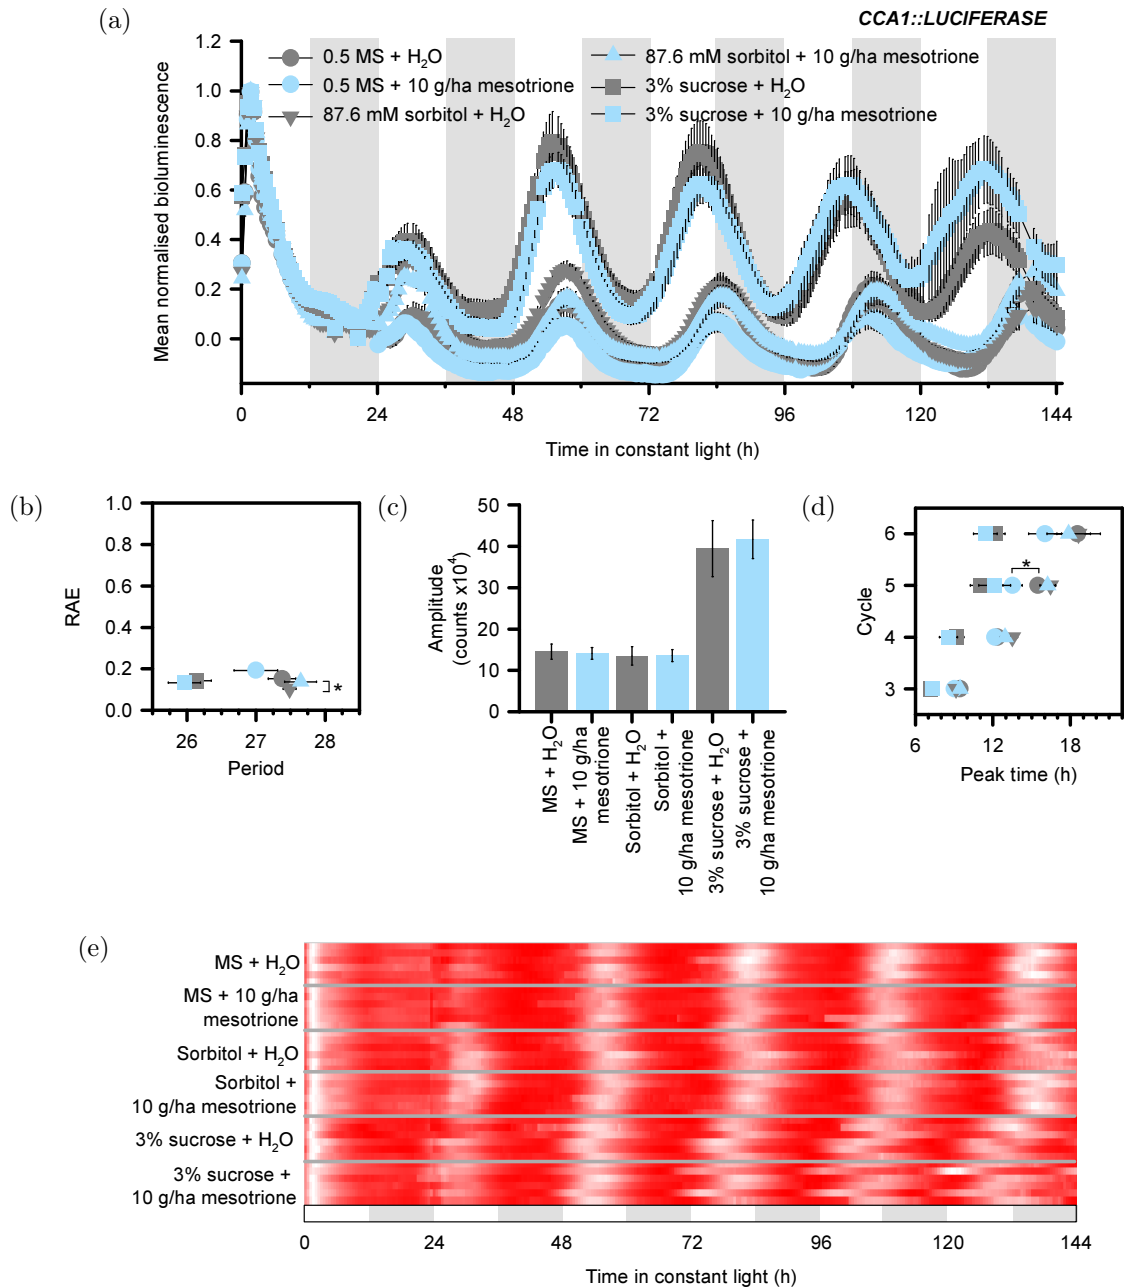 (a)
CCA1::LUCIFERASE
1.2
1.0
0.8
0.6
0.4
0.2
0.0
Mean normalised bioluminescence
0.5 MS + H2O
0.5 MS + 10 g/ha mesotrione
87.6 mM sorbitol + H2O
87.6 mM sorbitol + 10 g/ha mesotrione
3% sucrose + H2O
3% sucrose + 10 g/ha mesotrione
0 24 48 72 96 120 144
Time in constant light (h)
(b)
1.0
0.8
0.6
0.4
0.2
0.0
RAE
*
26 27 28
Period
(c)
50
40
30
20
10
0
Amplitude
(counts x10^4)
MS + H2O
MS + 10 g/ha
mesotrione
Sorbitol + H2O
Sorbitol +
10 g/ha mesotrione
3% sucrose + H2O
3% sucrose +
10 g/ha mesotrione
(d)
6
5
4
3
Cycle
*
6 12 18
Peak time (h)
(e)
MS + H2O
MS + 10 g/ha
mesotrione
Sorbitol + H2O
Sorbitol +
10 g/ha mesotrione
3% sucrose + H2O
3% sucrose +
10 g/ha mesotrione
0 24 48 72 96 120 144
Time in constant light (h)